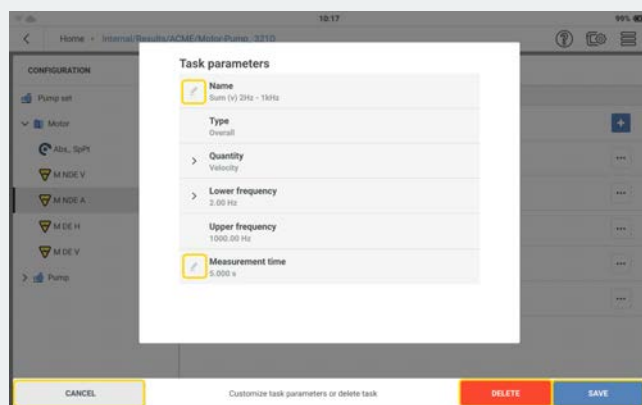 10:17
99%
Home
Internal/Results/ACME/Motor-Pump_3210
CONFIGURATION
Pump set
Motor
Abs., SpPt
M NDE V
M NDE A
M DE H
M DE V
Pump
Task parameters
Name
Sum (v) 2Hz - 1kHz
Type
Overall
Quantity
Velocity
Lower frequency
2.00 Hz
Upper frequency
1000.00 Hz
Measurement time
5.000 s
CANCEL
Customize task parameters or delete task
DELETE
SAVE